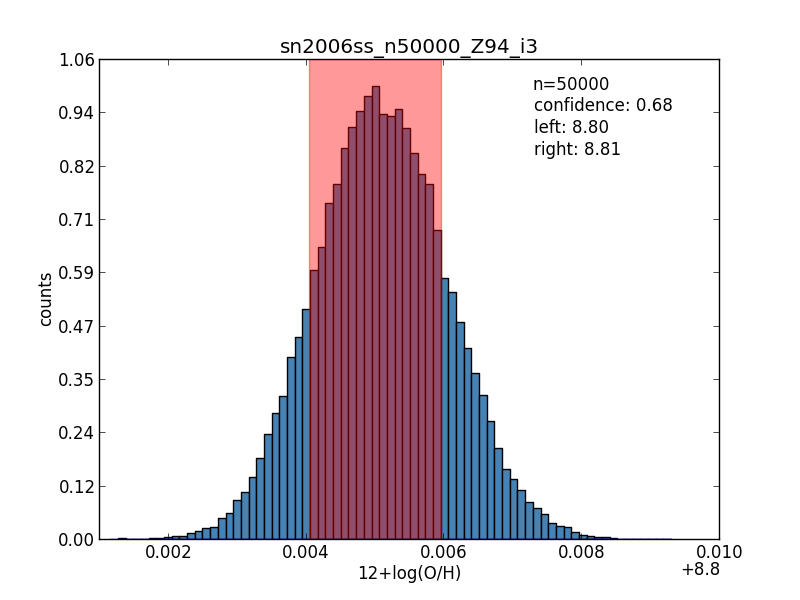 sn2006ss_n50000_Z94_i3
n=50000
confidence: 0.68
left: 8.80
right: 8.81
counts
1.06
0.94
0.82
0.71
0.59
0.47
0.35
0.24
0.12
0.00
0.002 0.004 0.006 0.008 0.010
+8.8
12+log(O/H)